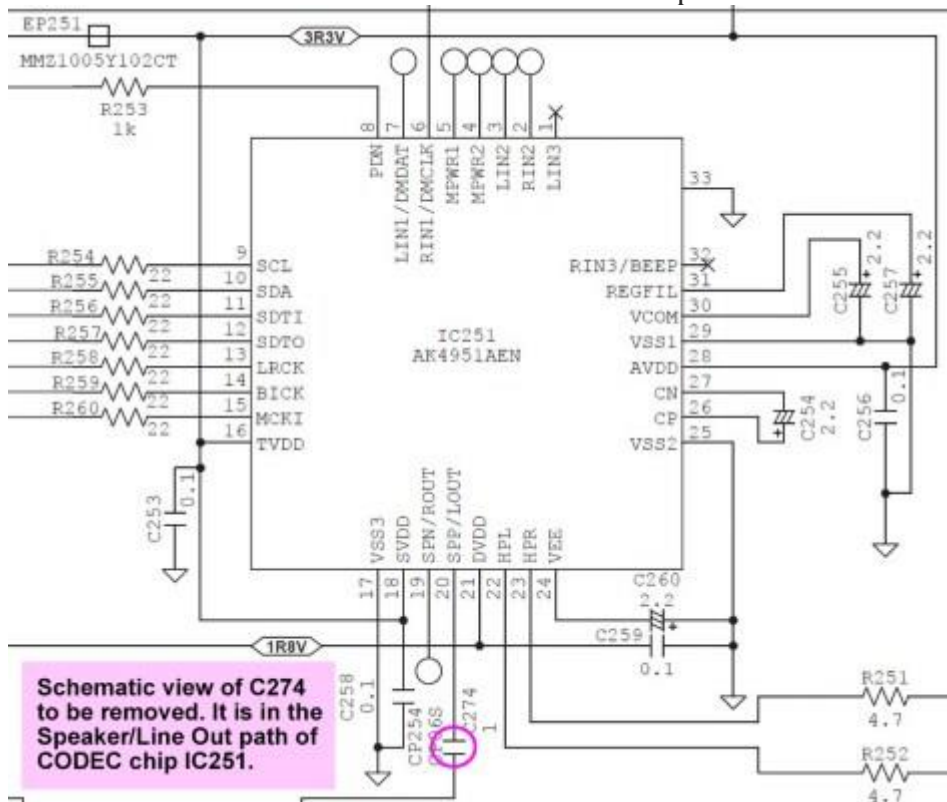 EP251
3R3V
MMZ1005Y102CT
R253
1k
8 7 6 5 4 3 2 1
PDN
LIN1/DMDAT
RIN1/DMCLK
MPWR1
MPWR2
LIN2
RIN2
LIN3
33
R254 22 9 SCL
R255 22 10 SDA
R256 22 11 SDTI
R257 22 12 SDTO
R258 22 13 LRCK
R259 22 14 BICK
R260 22 15 MCKI
16 TVDD
IC251
AK4951AEN
RIN3/BEEP 32
REGFIL 31
VCOM 30
VSS1 29
AVDD 28
CN 27
CP 26
VSS2 25
C255 2.2
C257 2.2
C254 2.2
C256 0.1
C253 0.1
VSS3
SVDD
SPN/ROUT
SPP/LOUT
DVDD
HPL
HPR
VEE
17 18 19 20 21 22 23 24
C260
C259
0.1
1R8V
C258 0.1
CP254
C274 1
R251
4.7
R252
4.7
Schematic view of C274
to be removed. It is in the
Speaker/Line Out path of
CODEC chip IC251.